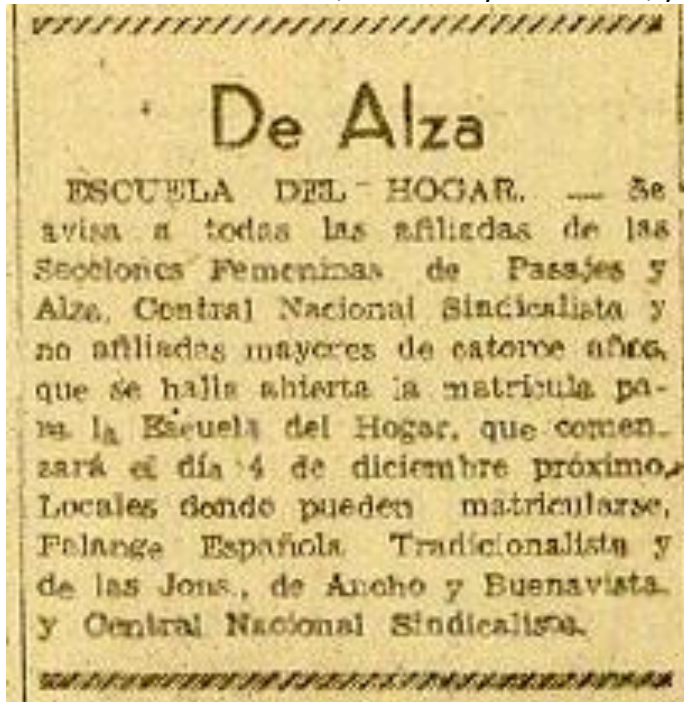 De Alza
ESCUELA DEL HOGAR. — Se
avisa a todas las afiliadas de las
Secciones Femeninas de Pasajes y
Alza, Central Nacional Sindicalista y
no afiliadas mayores de catorce años,
que se halla abierta la matrícula pa-
ra la Escuela del Hogar, que comen-
zará el día 4 de diciembre próximo.
Locales donde pueden matricularse,
Falange Española Tradicionalista y
de las Jons., de Ancho y Buenavista.
y Central Nacional Sindicalista.